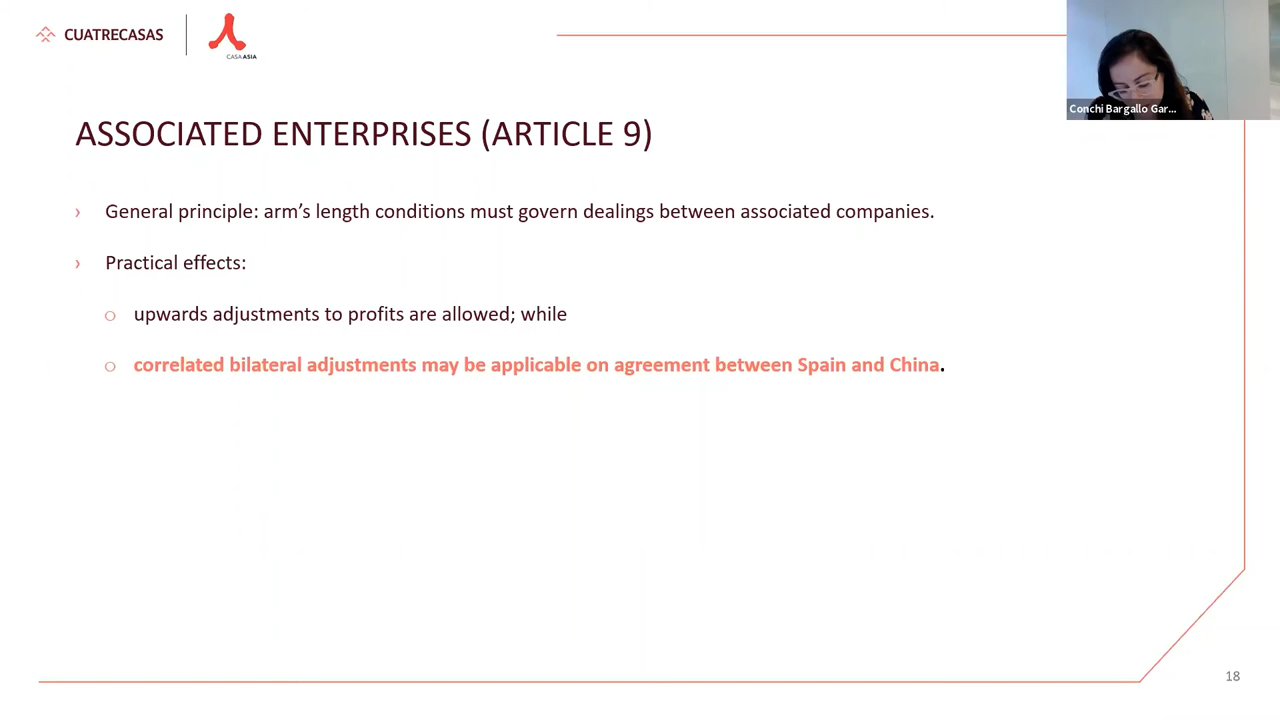 CUATRECASAS
CASAASIA
Conchi Bargallo Gar...
ASSOCIATED ENTERPRISES (ARTICLE 9)
› General principle: arm’s length conditions must govern dealings between associated companies.
› Practical effects:
o upwards adjustments to profits are allowed; while
o correlated bilateral adjustments may be applicable on agreement between Spain and China.
18